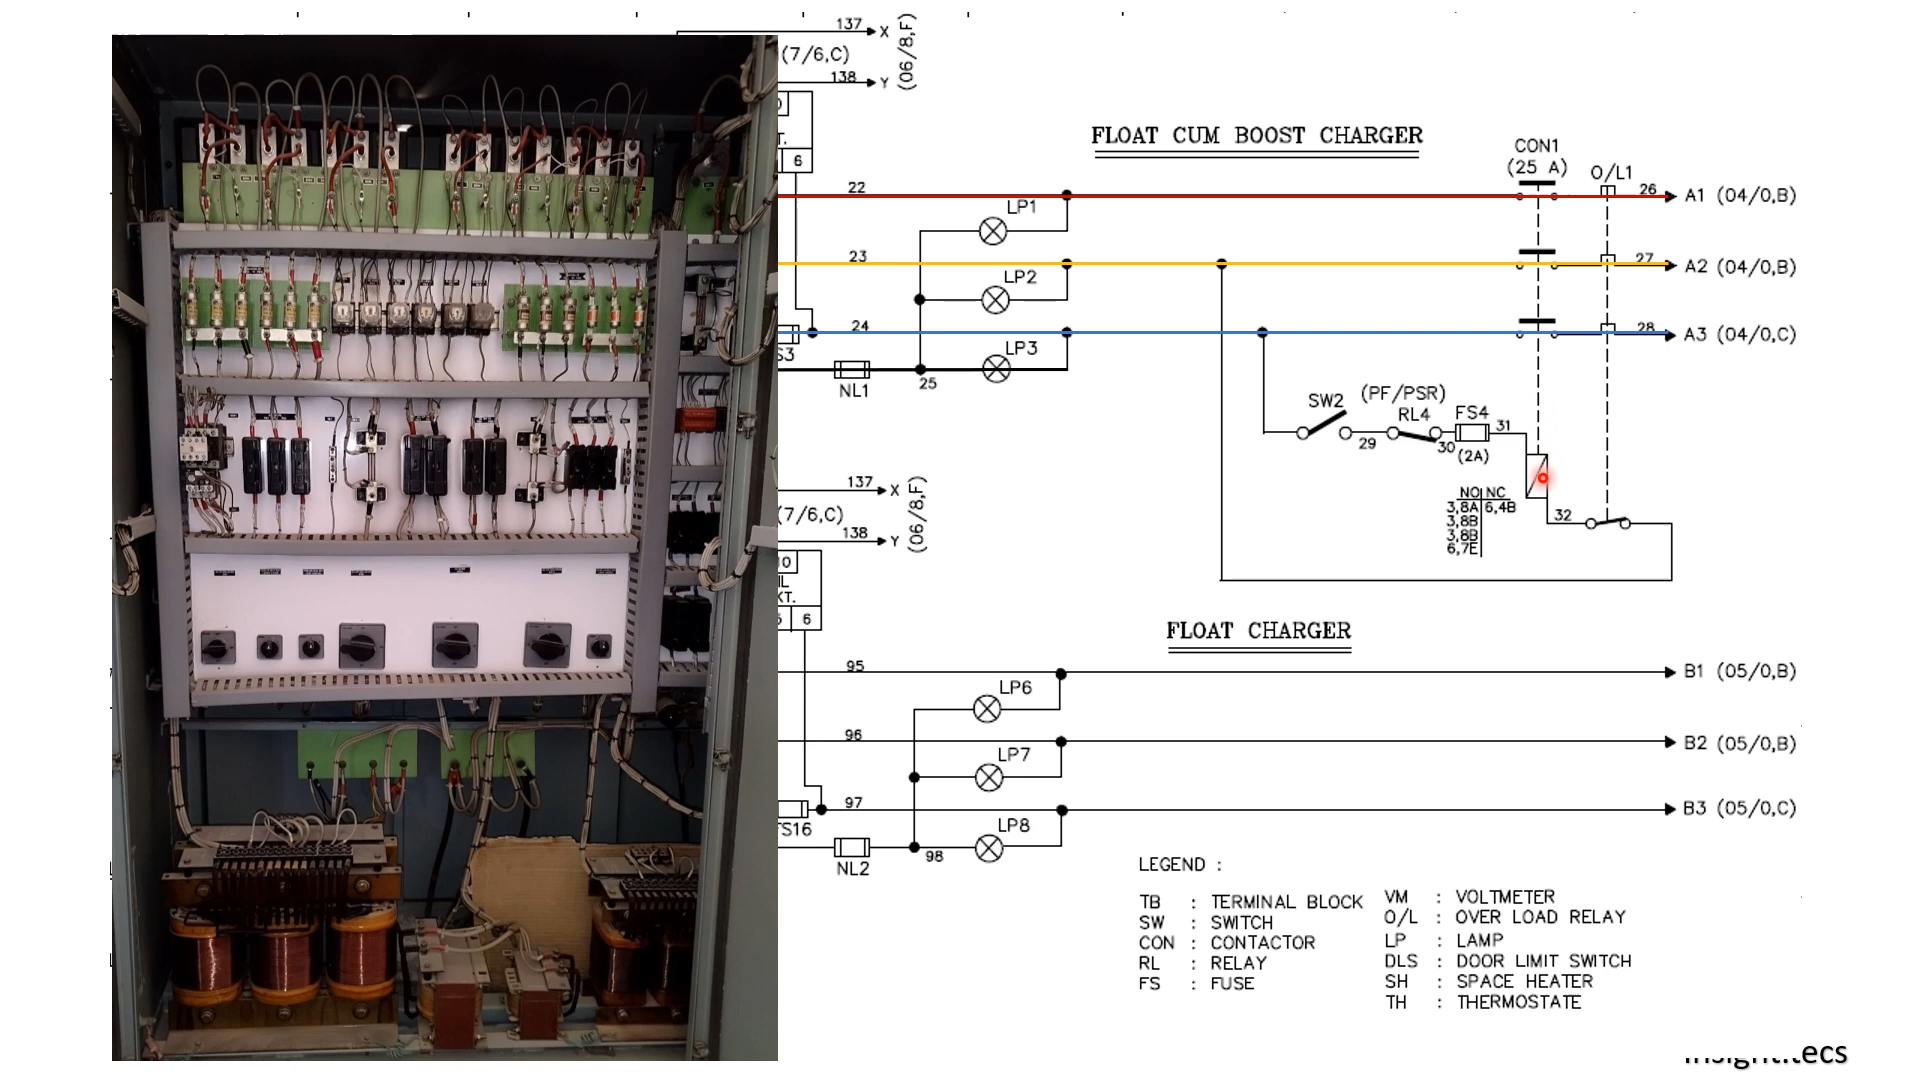 137 X
(7/6,C) (06/8,F)
138 Y
FLOAT CUM BOOST CHARGER
CON1
(25 A)
O/L1
T.
6
22 LP1 26 A1 (04/0,B)
23 LP2 27 A2 (04/0,B)
24 28 A3 (04/0,C)
S3 LP3
NL1 25
SW2 (PF/PSR)
RL4 FS4
29 30 31
(2A)
NO NC
3,8A 6,4B
3,8B
3,8B
6,7E
32
137 X
(7/6,C) (06/8,F)
138 Y
6
FLOAT CHARGER
95 LP6 B1 (05/0,B)
96 LP7 B2 (05/0,B)
97 LP8 B3 (05/0,C)
FS16
NL2 98
LEGEND :
TB : TERMINAL BLOCK
SW : SWITCH
CON : CONTACTOR
RL : RELAY
FS : FUSE
VM : VOLTMETER
O/L : OVER LOAD RELAY
LP : LAMP
DLS : DOOR LIMIT SWITCH
SH : SPACE HEATER
TH : THERMOSTATE
insight.tecs